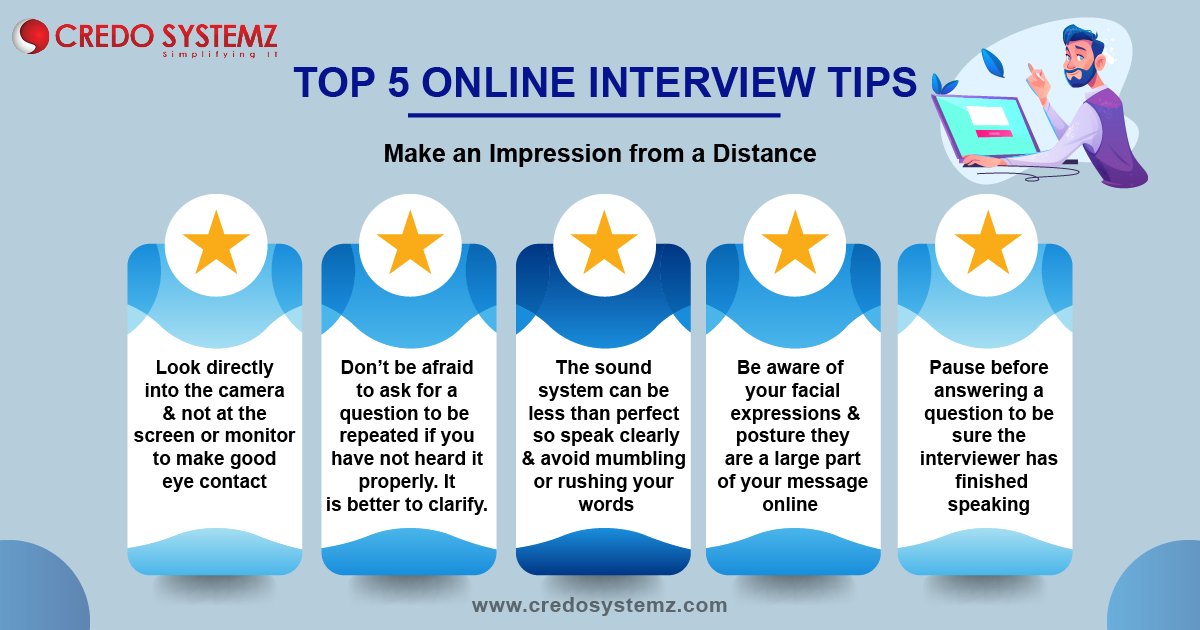 CREDO SYSTEMZ
Simplifying IT
TOP 5 ONLINE INTERVIEW TIPS
Make an Impression from a Distance
Look directly
into the camera
& not at the
screen or monitor
to make good
eye contact
Don’t be afraid
to ask for a
question to be
repeated if you
have not heard it
properly. It
is better to clarify.
The sound
system can be
less than perfect
so speak clearly
& avoid mumbling
or rushing your
words
Be aware of
your facial
expressions &
posture they
are a large part
of your message
online
Pause before
answering a
question to be
sure the
interviewer has
finished
speaking
www.credosystemz.com